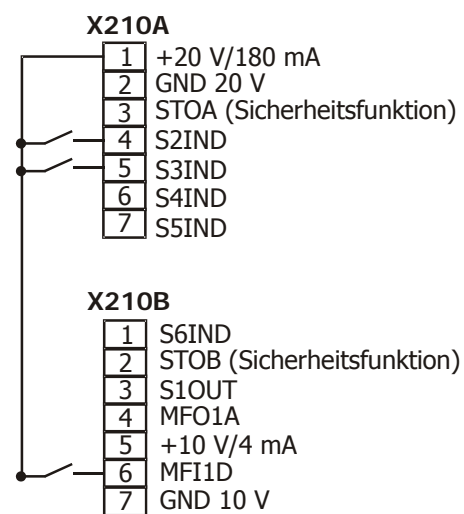 X210A
1 +20 V/180 mA
2 GND 20 V
3 STOA (Sicherheitsfunktion)
4 S2IND
5 S3IND
6 S4IND
7 S5IND
X210B
1 S6IND
2 STOB (Sicherheitsfunktion)
3 S1OUT
4 MFO1A
5 +10 V/4 mA
6 MFI1D
7 GND 10 V